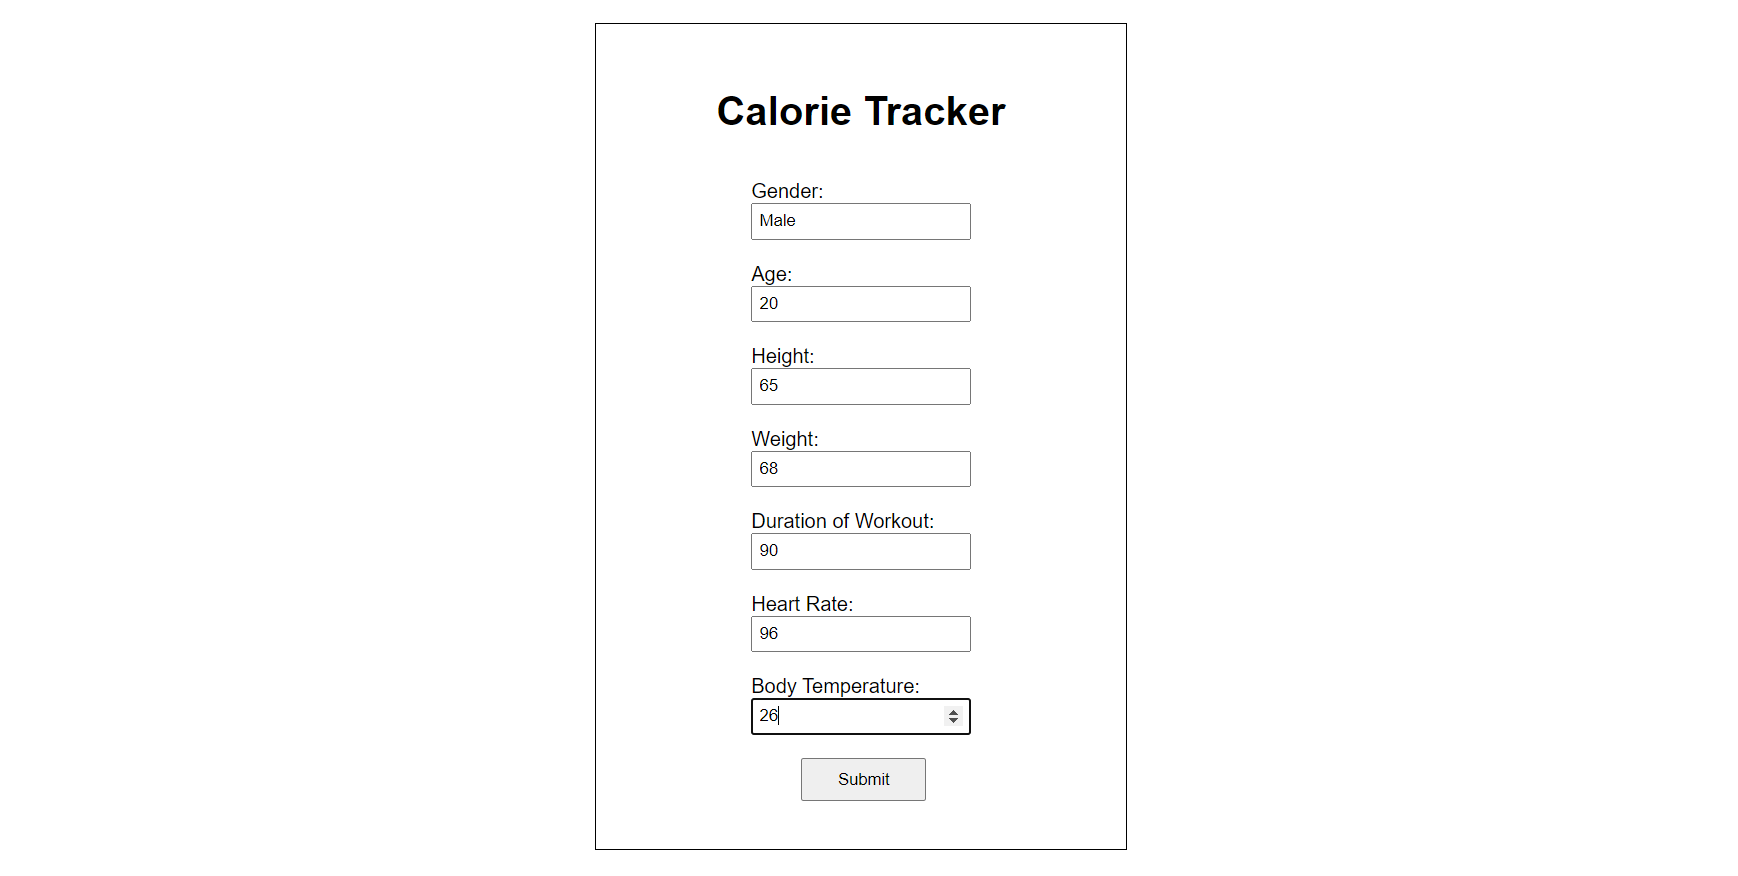 Calorie Tracker
Gender:
Male
Age:
20
Height:
65
Weight:
68
Duration of Workout:
90
Heart Rate:
96
Body Temperature:
26
Submit